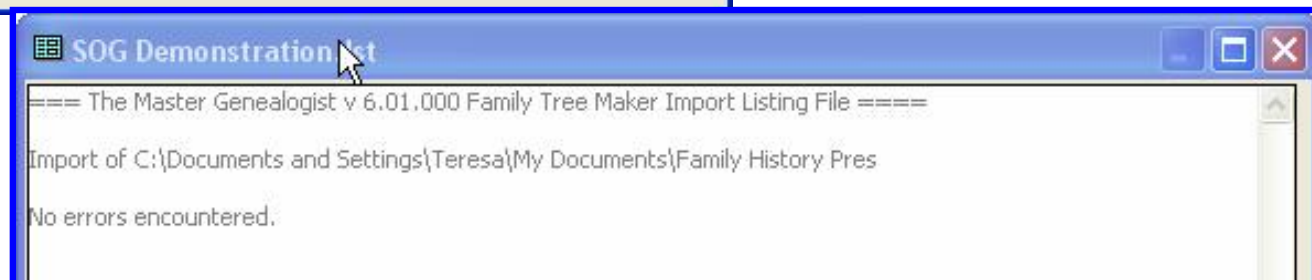 SOG Demonstration.lst
=== The Master Genealogist v 6.01.000 Family Tree Maker Import Listing File ====
Import of C:\Documents and Settings\Teresa\My Documents\Family History Pres
No errors encountered.